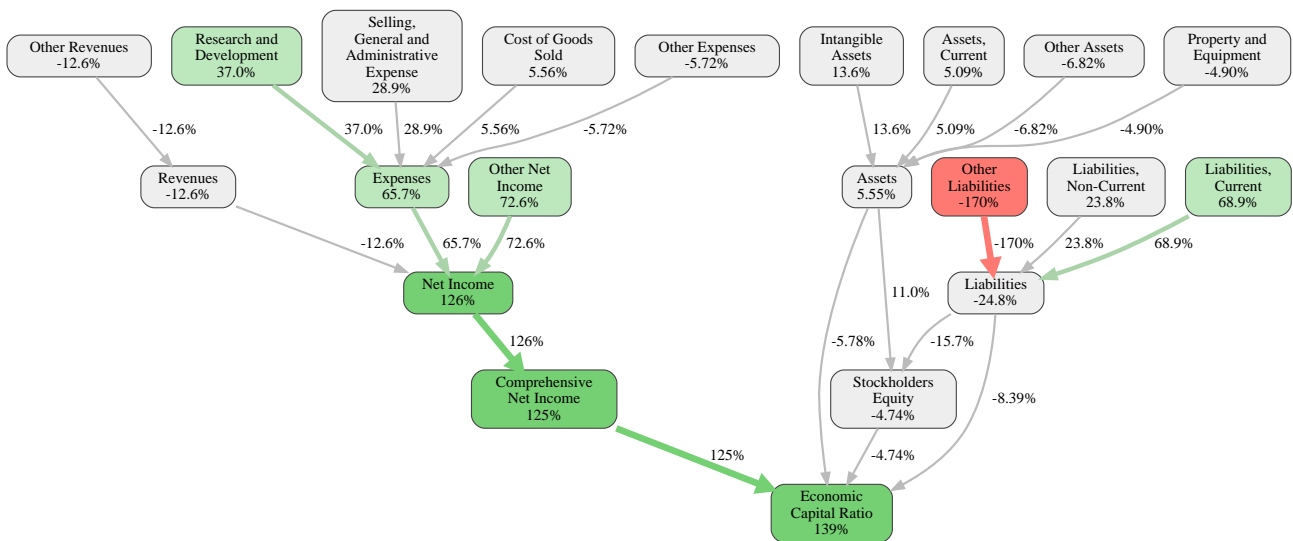 Other Revenues
-12.6%
Research and
Development
37.0%
Selling,
General and
Administrative
Expense
28.9%
Cost of Goods
Sold
5.56%
Other Expenses
-5.72%
Intangible
Assets
13.6%
Assets,
Current
5.09%
Other Assets
-6.82%
Property and
Equipment
-4.90%
-12.6%
37.0%
28.9%
5.56%
-5.72%
13.6%
5.09%
-6.82%
-4.90%
Revenues
-12.6%
Expenses
65.7%
Other Net
Income
72.6%
Assets
5.55%
Other
Liabilities
-170%
Liabilities,
Non-Current
23.8%
Liabilities,
Current
68.9%
-12.6%
65.7%
72.6%
-170%
23.8%
68.9%
Net Income
126%
11.0%
Liabilities
-24.8%
126%
-5.78%
-15.7%
Comprehensive
Net Income
125%
Stockholders
Equity
-4.74%
-8.39%
125%
-4.74%
Economic
Capital Ratio
139%